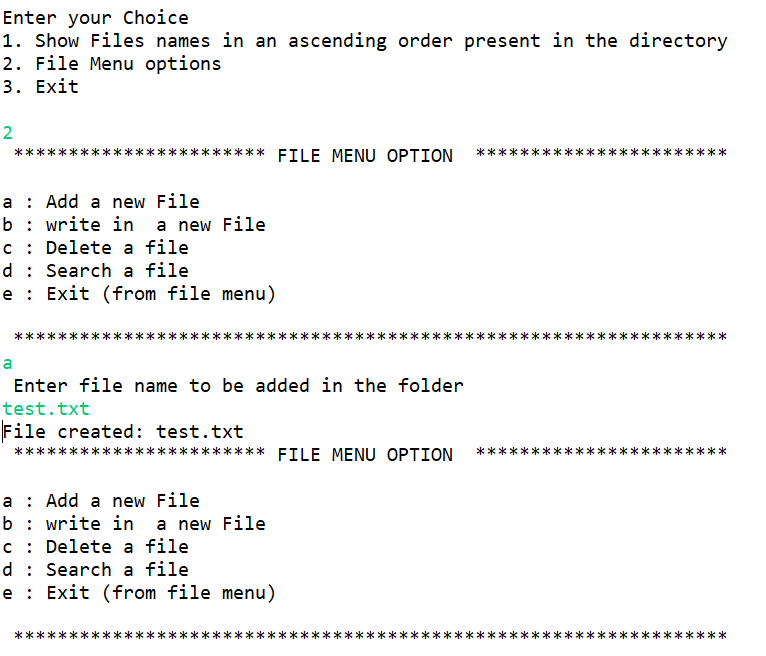 Enter your Choice
1. Show Files names in an ascending order present in the directory
2. File Menu options
3. Exit
2
*********************** FILE MENU OPTION  ***********************
a : Add a new File
b : write in  a new File
c : Delete a file
d : Search a file
e : Exit (from file menu)
*****************************************************************
a
Enter file name to be added in the folder
test.txt
File created: test.txt
*********************** FILE MENU OPTION  ***********************
a : Add a new File
b : write in  a new File
c : Delete a file
d : Search a file
e : Exit (from file menu)
*****************************************************************